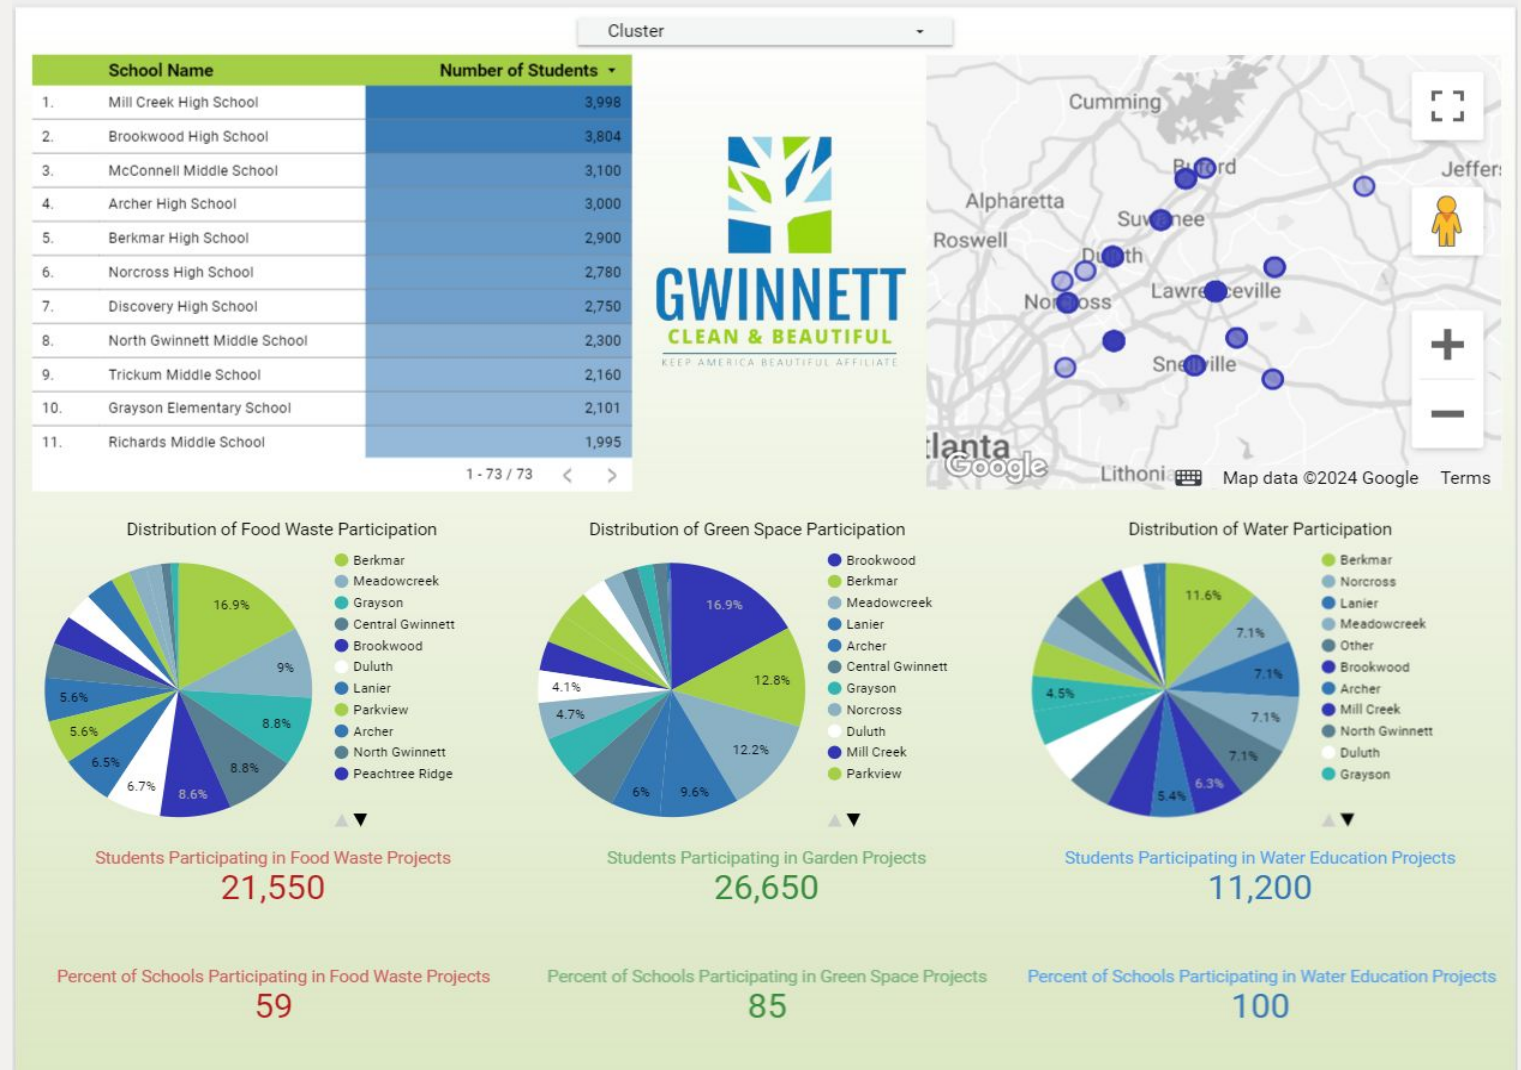 Cluster
School Name Number of Students
1. Mill Creek High School 3,998
2. Brookwood High School 3,804
3. McConnell Middle School 3,100
4. Archer High School 3,000
5. Berkmar High School 2,900
6. Norcross High School 2,780
7. Discovery High School 2,750
8. North Gwinnett Middle School 2,300
9. Trickum Middle School 2,160
10. Grayson Elementary School 2,101
11. Richards Middle School 1,995
1 - 73 / 73
GWINNETT
CLEAN & BEAUTIFUL
KEEP AMERICA BEAUTIFUL AFFILIATE
Cumming
Buford
Jeffers
Alpharetta
Suwanee
Roswell
Duluth
Lawrenceville
Norcross
Snellville
tlanta
Google
Lithoni
Map data ©2024 Google Terms
Distribution of Food Waste Participation
16.9%
9%
8.8%
8.8%
8.6%
6.7%
6.5%
5.6%
5.6%
Berkmar
Meadowcreek
Grayson
Central Gwinnett
Brookwood
Duluth
Lanier
Parkview
Archer
North Gwinnett
Peachtree Ridge
Distribution of Green Space Participation
16.9%
12.8%
12.2%
9.6%
6%
4.7%
4.1%
Brookwood
Berkmar
Meadowcreek
Lanier
Archer
Central Gwinnett
Grayson
Norcross
Duluth
Mill Creek
Parkview
Distribution of Water Participation
11.6%
7.1%
7.1%
7.1%
7.1%
6.3%
5.4%
4.5%
Berkmar
Norcross
Lanier
Meadowcreek
Other
Brookwood
Archer
Mill Creek
North Gwinnett
Duluth
Grayson
Students Participating in Food Waste Projects
21,550
Students Participating in Garden Projects
26,650
Students Participating in Water Education Projects
11,200
Percent of Schools Participating in Food Waste Projects
59
Percent of Schools Participating in Green Space Projects
85
Percent of Schools Participating in Water Education Projects
100